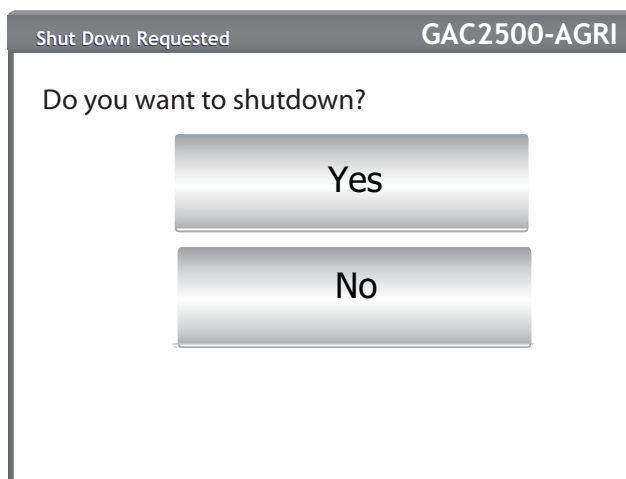 Shut Down Requested GAC2500-AGRI
Do you want to shutdown?
Yes
No